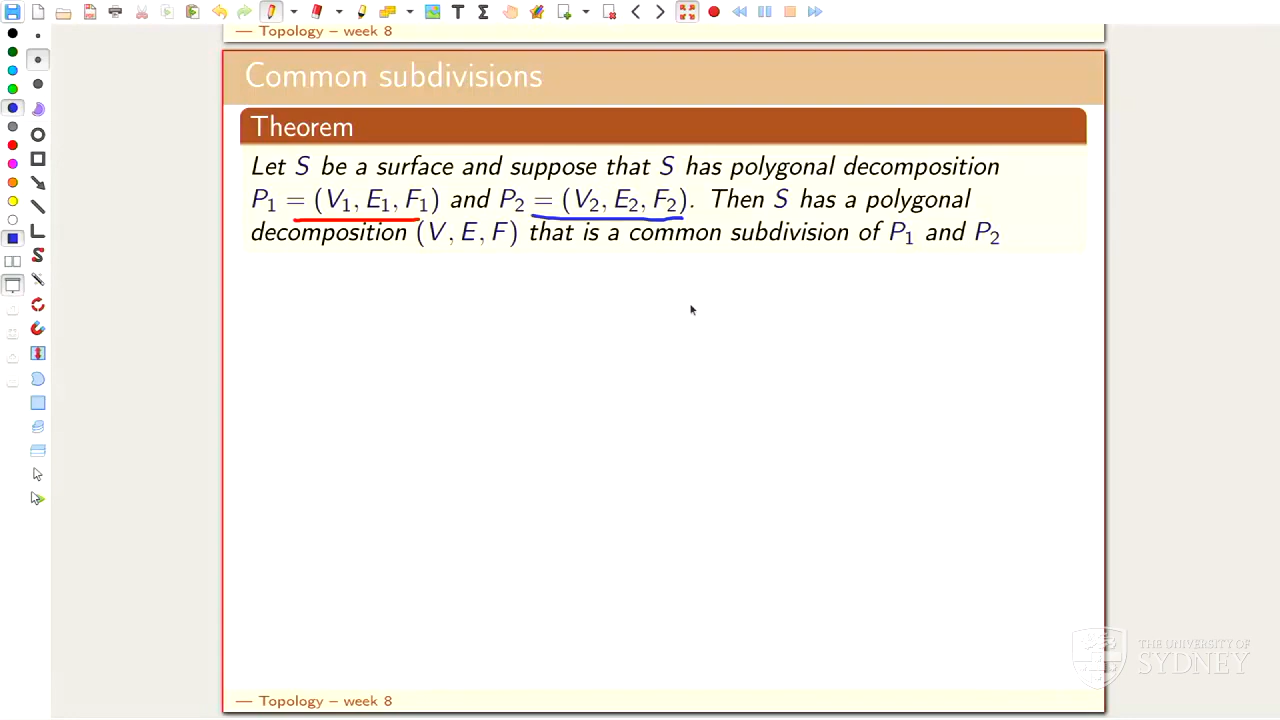 — Topology – week 8
Common subdivisions
Theorem
Let S be a surface and suppose that S has polygonal decomposition
P₁ = (V₁, E₁, F₁) and P₂ = (V₂, E₂, F₂). Then S has a polygonal
decomposition (V, E, F) that is a common subdivision of P₁ and P₂
THE UNIVERSITY OF
SYDNEY
— Topology – week 8